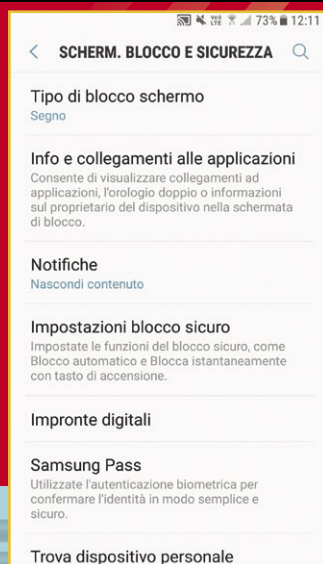 73% 12:11
SCHERM. BLOCCO E SICUREZZA
Tipo di blocco schermo
Segno
Info e collegamenti alle applicazioni
Consente di visualizzare collegamenti ad
applicazioni, l'orologio doppio o informazioni
sul proprietario del dispositivo nella schermata
di blocco.
Notifiche
Nascondi contenuto
Impostazioni blocco sicuro
Impostate le funzioni del blocco sicuro, come
Blocco automatico e Blocca istantaneamente
con tasto di accensione.
Impronte digitali
Samsung Pass
Utilizzate l'autenticazione biometrica per
confermare l'identità in modo semplice e
sicuro.
Trova dispositivo personale